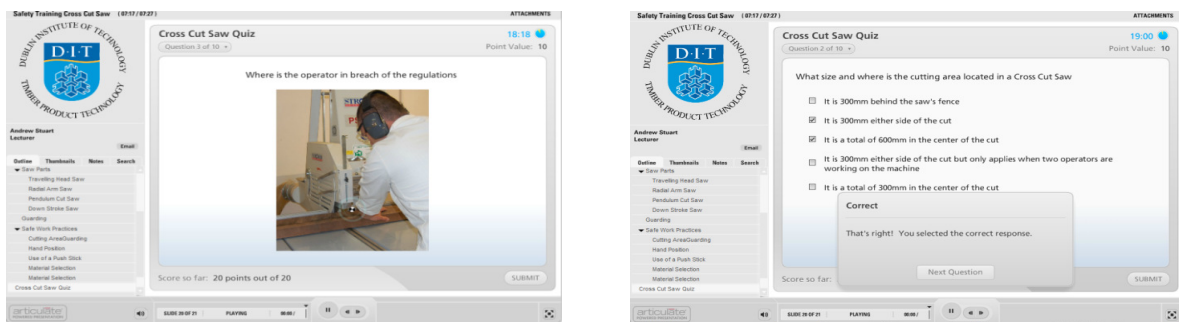 Safety Training Cross Cut Saw ( 07:17 / 07:27 )
ATTACHMENTS
DUBLIN INSTITUTE OF TECHNOLOGY
D·I·T
TIMBER PRODUCT TECHNOLOGY
Andrew Stuart
Lecturer
Email
Outline Thumbnails Notes Search
Saw Parts
Travelling Head Saw
Radial Arm Saw
Pendulum Cut Saw
Down Stroke Saw
Guarding
Safe Work Practices
Cutting AreaGuarding
Hand Position
Use of a Push Stick
Material Selection
Material Selection
Cross Cut Saw Quiz
Cross Cut Saw Quiz
18:18
Question 3 of 10
Point Value: 10
Where is the operator in breach of the regulations
Score so far: 20 points out of 20
SUBMIT
articulate
POWERED PRESENTATION
SLIDE 20 OF 21 PLAYING 00:00 /
Safety Training Cross Cut Saw ( 07:17 / 07:27 )
ATTACHMENTS
DUBLIN INSTITUTE OF TECHNOLOGY
D·I·T
TIMBER PRODUCT TECHNOLOGY
Andrew Stuart
Lecturer
Email
Outline Thumbnails Notes Search
Saw Parts
Travelling Head Saw
Radial Arm Saw
Pendulum Cut Saw
Down Stroke Saw
Guarding
Safe Work Practices
Cutting AreaGuarding
Hand Position
Use of a Push Stick
Material Selection
Material Selection
Cross Cut Saw Quiz
Cross Cut Saw Quiz
19:00
Question 2 of 10
Point Value: 10
What size and where is the cutting area located in a Cross Cut Saw
It is 300mm behind the saw's fence
It is 300mm either side of the cut
It is a total of 600mm in the center of the cut
It is 300mm either side of the cut but only applies when two operators are
working on the machine
It is a total of 300mm in the center of the cut
Correct
That's right! You selected the correct response.
Next Question
Score so far:
SUBMIT
articulate
POWERED PRESENTATION
SLIDE 20 OF 21 PLAYING 00:00 /